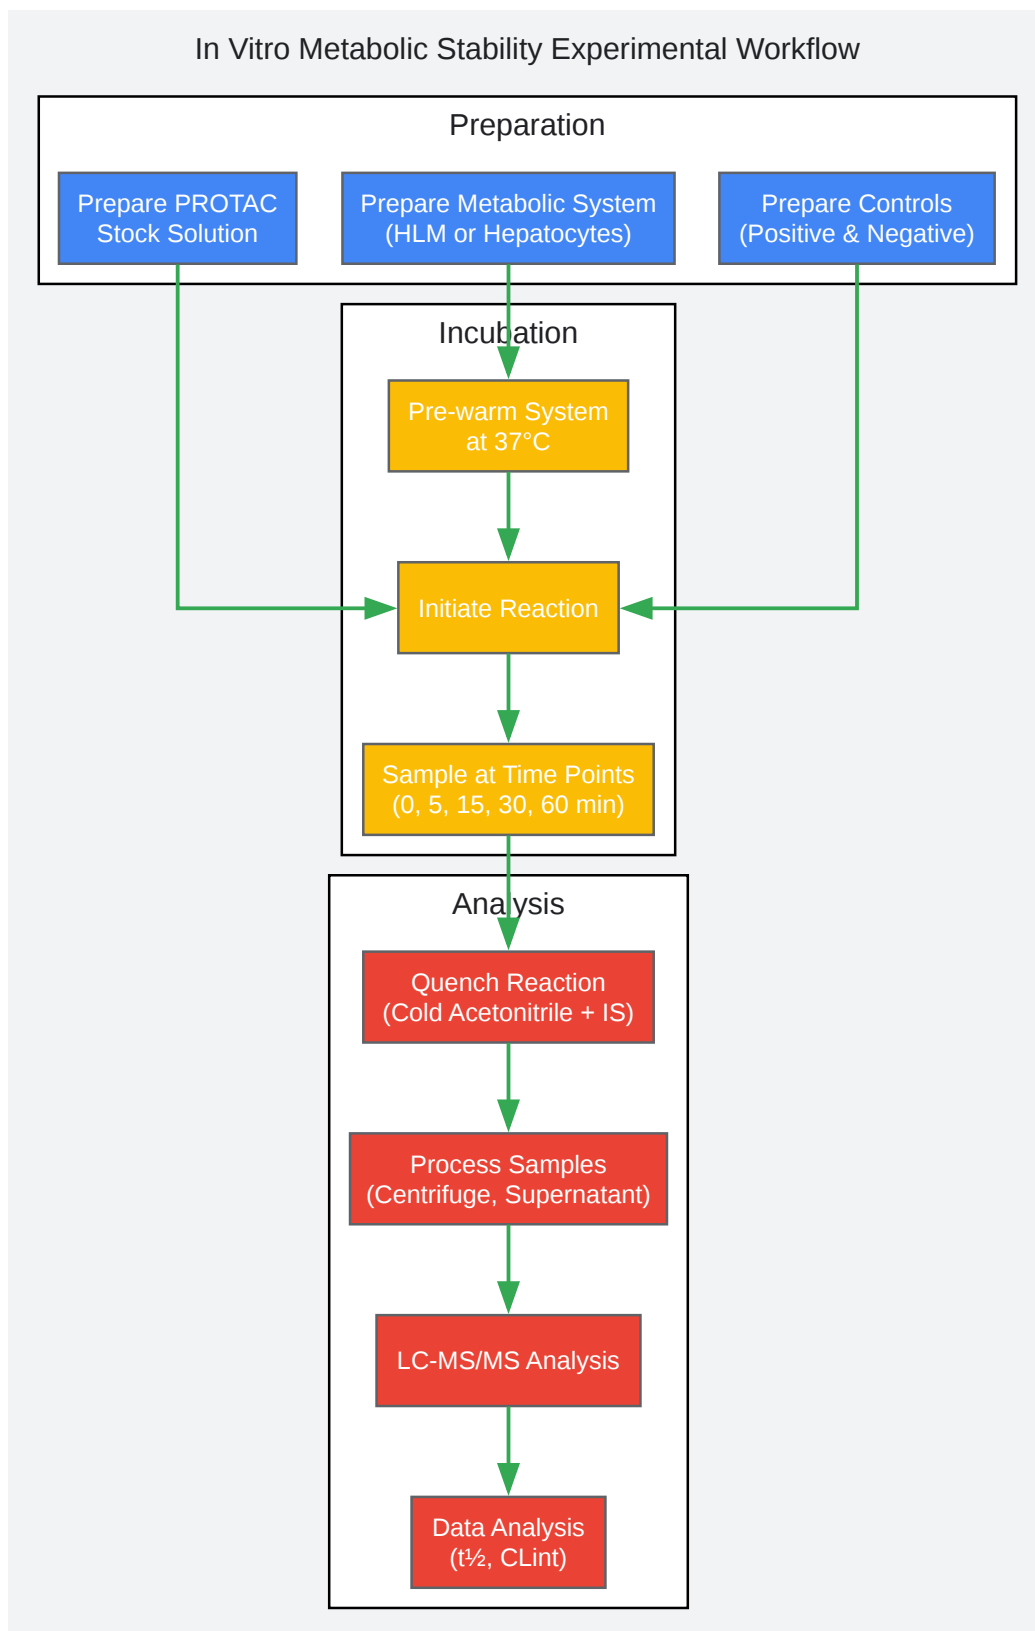 In Vitro Metabolic Stability Experimental Workflow
Preparation
Prepare PROTAC
Stock Solution
Prepare Metabolic System
(HLM or Hepatocytes)
Prepare Controls
(Positive & Negative)
Incubation
Pre-warm System
at 37°C
Initiate Reaction
Sample at Time Points
(0, 5, 15, 30, 60 min)
Analysis
Quench Reaction
(Cold Acetonitrile + IS)
Process Samples
(Centrifuge, Supernatant)
LC-MS/MS Analysis
Data Analysis
(t½, CLint)